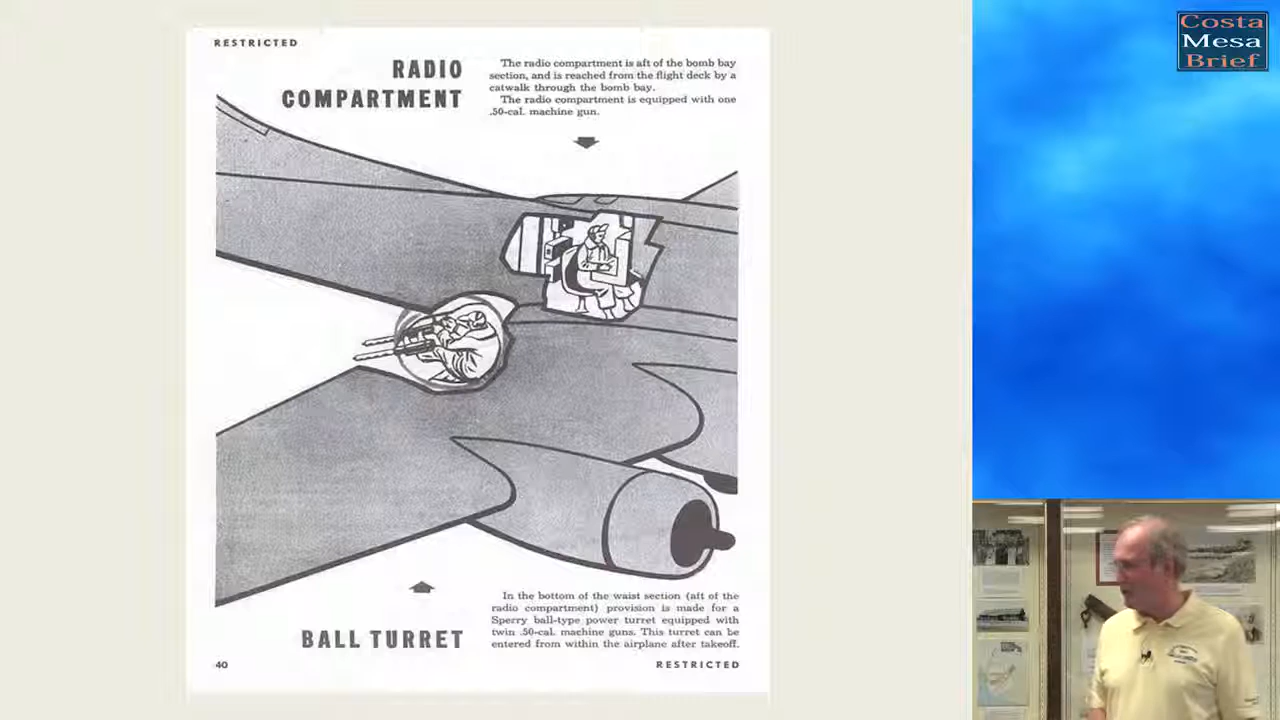 RESTRICTED
RADIO
COMPARTMENT
The radio compartment is aft of the bomb bay
section, and is reached from the flight deck by a
catwalk through the bomb bay.
The radio compartment is equipped with one
.50-cal. machine gun.
BALL TURRET
In the bottom of the waist section (aft of the
radio compartment) provision is made for a
Sperry ball-type power turret equipped with
twin .50-cal. machine guns. This turret can be
entered from within the airplane after takeoff.
40
RESTRICTED
Costa
Mesa
Brief